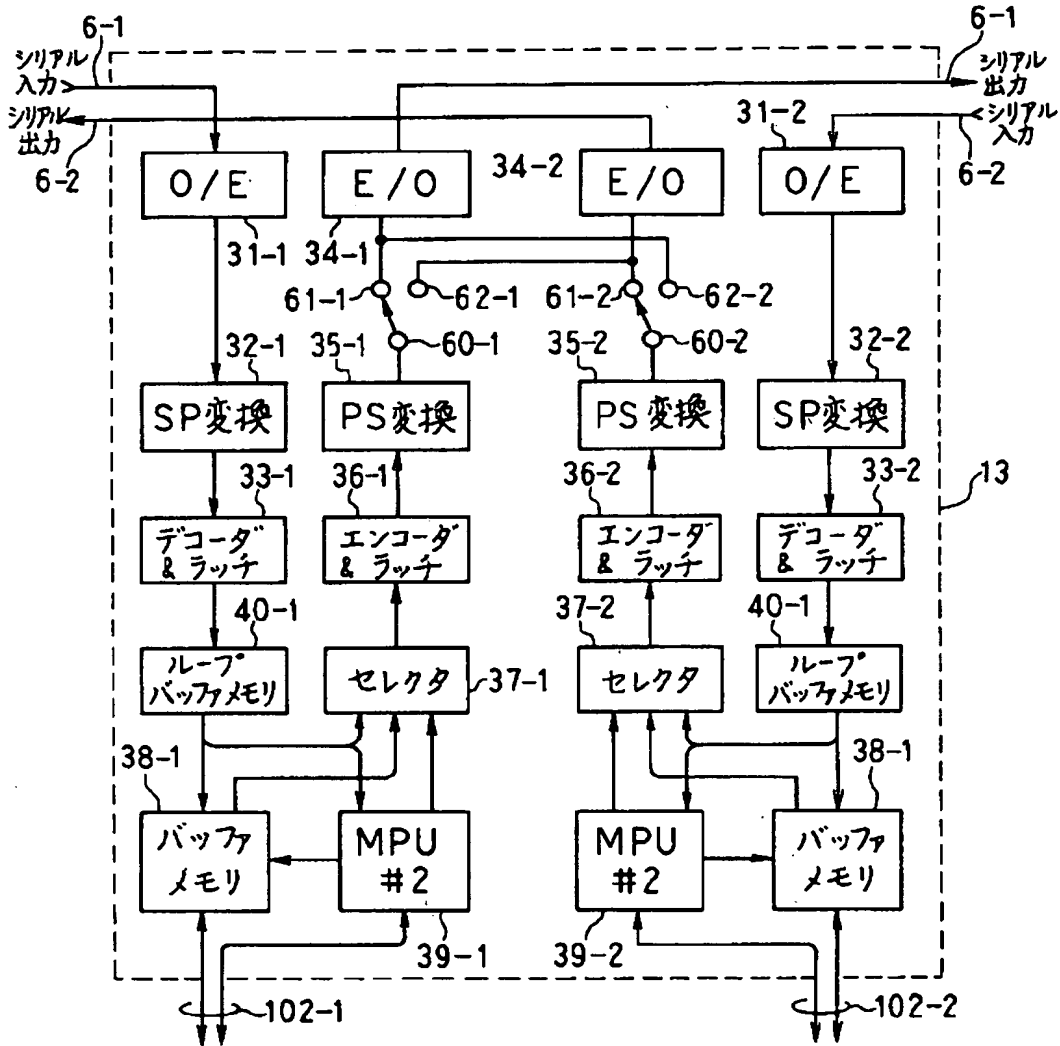 6-1
シリアル
入力
シリアル
出力
6-2
6-1
シリアル
出力
シリアル
入力
6-2
31-2
34-2
O/E
E/O
E/O
O/E
31-1
34-1
61-1
62-1
61-2
62-2
60-1
60-2
32-1
35-1
35-2
32-2
SP変換
PS変換
PS変換
SP変換
33-1
36-1
36-2
33-2
13
デコーダ
& ラッチ
エンコーダ
& ラッチ
エンコーダ
& ラッチ
デコーダ
& ラッチ
40-1
37-2
40-1
ループ
バッファメモリ
セレクタ
37-1
セレクタ
ループ
バッファメモリ
38-1
38-1
バッファ
メモリ
MPU
#2
MPU
#2
バッファ
メモリ
39-1
39-2
102-1
102-2